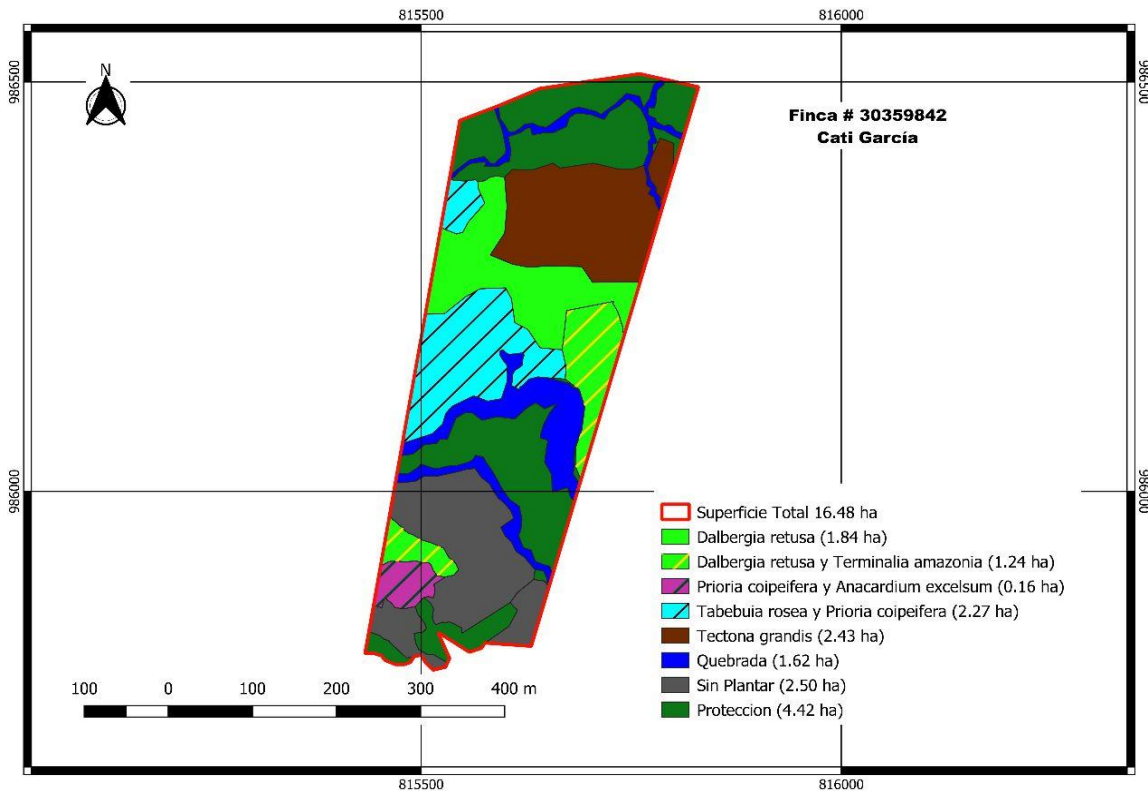 815500 816000
986500 986500
N
Finca # 30359842
Cati García
986000 986000
Superficie Total 16.48 ha
Dalbergia retusa (1.84 ha)
Dalbergia retusa y Terminalia amazonia (1.24 ha)
Prioria coipeifera y Anacardium excelsum (0.16 ha)
Tabebuia rosea y Prioria coipeifera (2.27 ha)
Tectona grandis (2.43 ha)
Quebrada (1.62 ha)
Sin Plantar (2.50 ha)
Proteccion (4.42 ha)
100 0 100 200 300 400 m
815500 816000